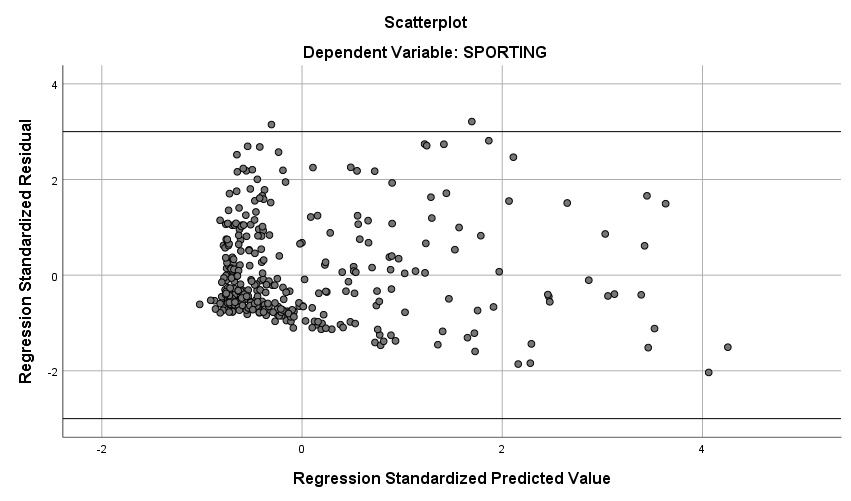 Scatterplot
Dependent Variable: SPORTING
Regression Standardized Residual
4
2
0
-2
-2
0
2
4
Regression Standardized Predicted Value